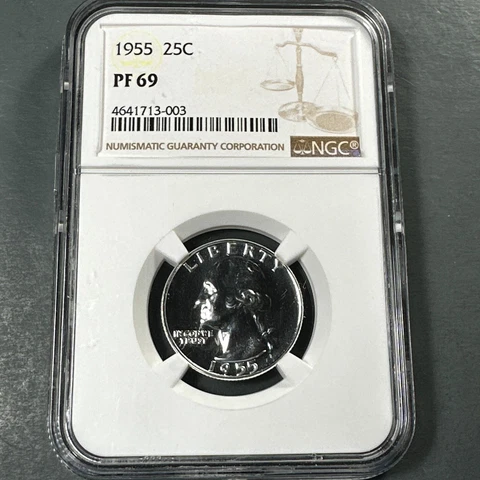 1955 25C
PF 69
4641713-003
NUMISMATIC GUARANTY CORPORATION NGC®
LIBERTY
IN GOD WE
TRUST
1955